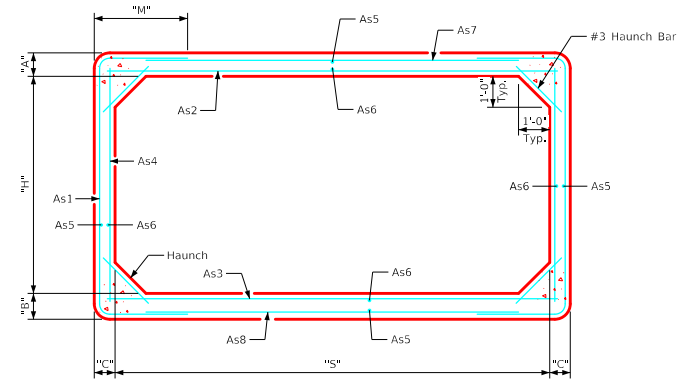 "M"
As5
As7
#3 Haunch Bar
"A"
As2
As6
1'-0"
Typ.
1'-0"
Typ.
"H"
As4
As1
As6
As5
As5
As6
Haunch
As3
As6
"B"
As8
As5
"C"
"S"
"C"